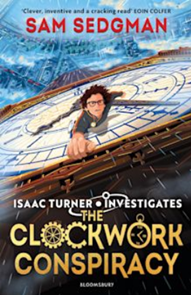 SAM SEDGMAN
'Clever, inventive and a cracking read' EOIN COLFER
ISAAC TURNER INVESTIGATES
THE
CLOCKWORK
CONSPIRACY
BLOOMSBURY